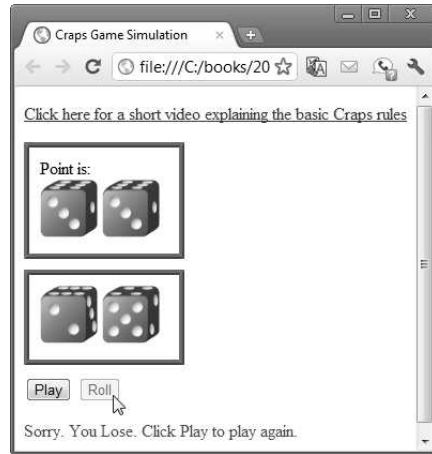 Craps Game Simulation
file:///C:/books/20
Click here for a short video explaining the basic Craps rules
Point is:
Play Roll
Sorry. You Lose. Click Play to play again.